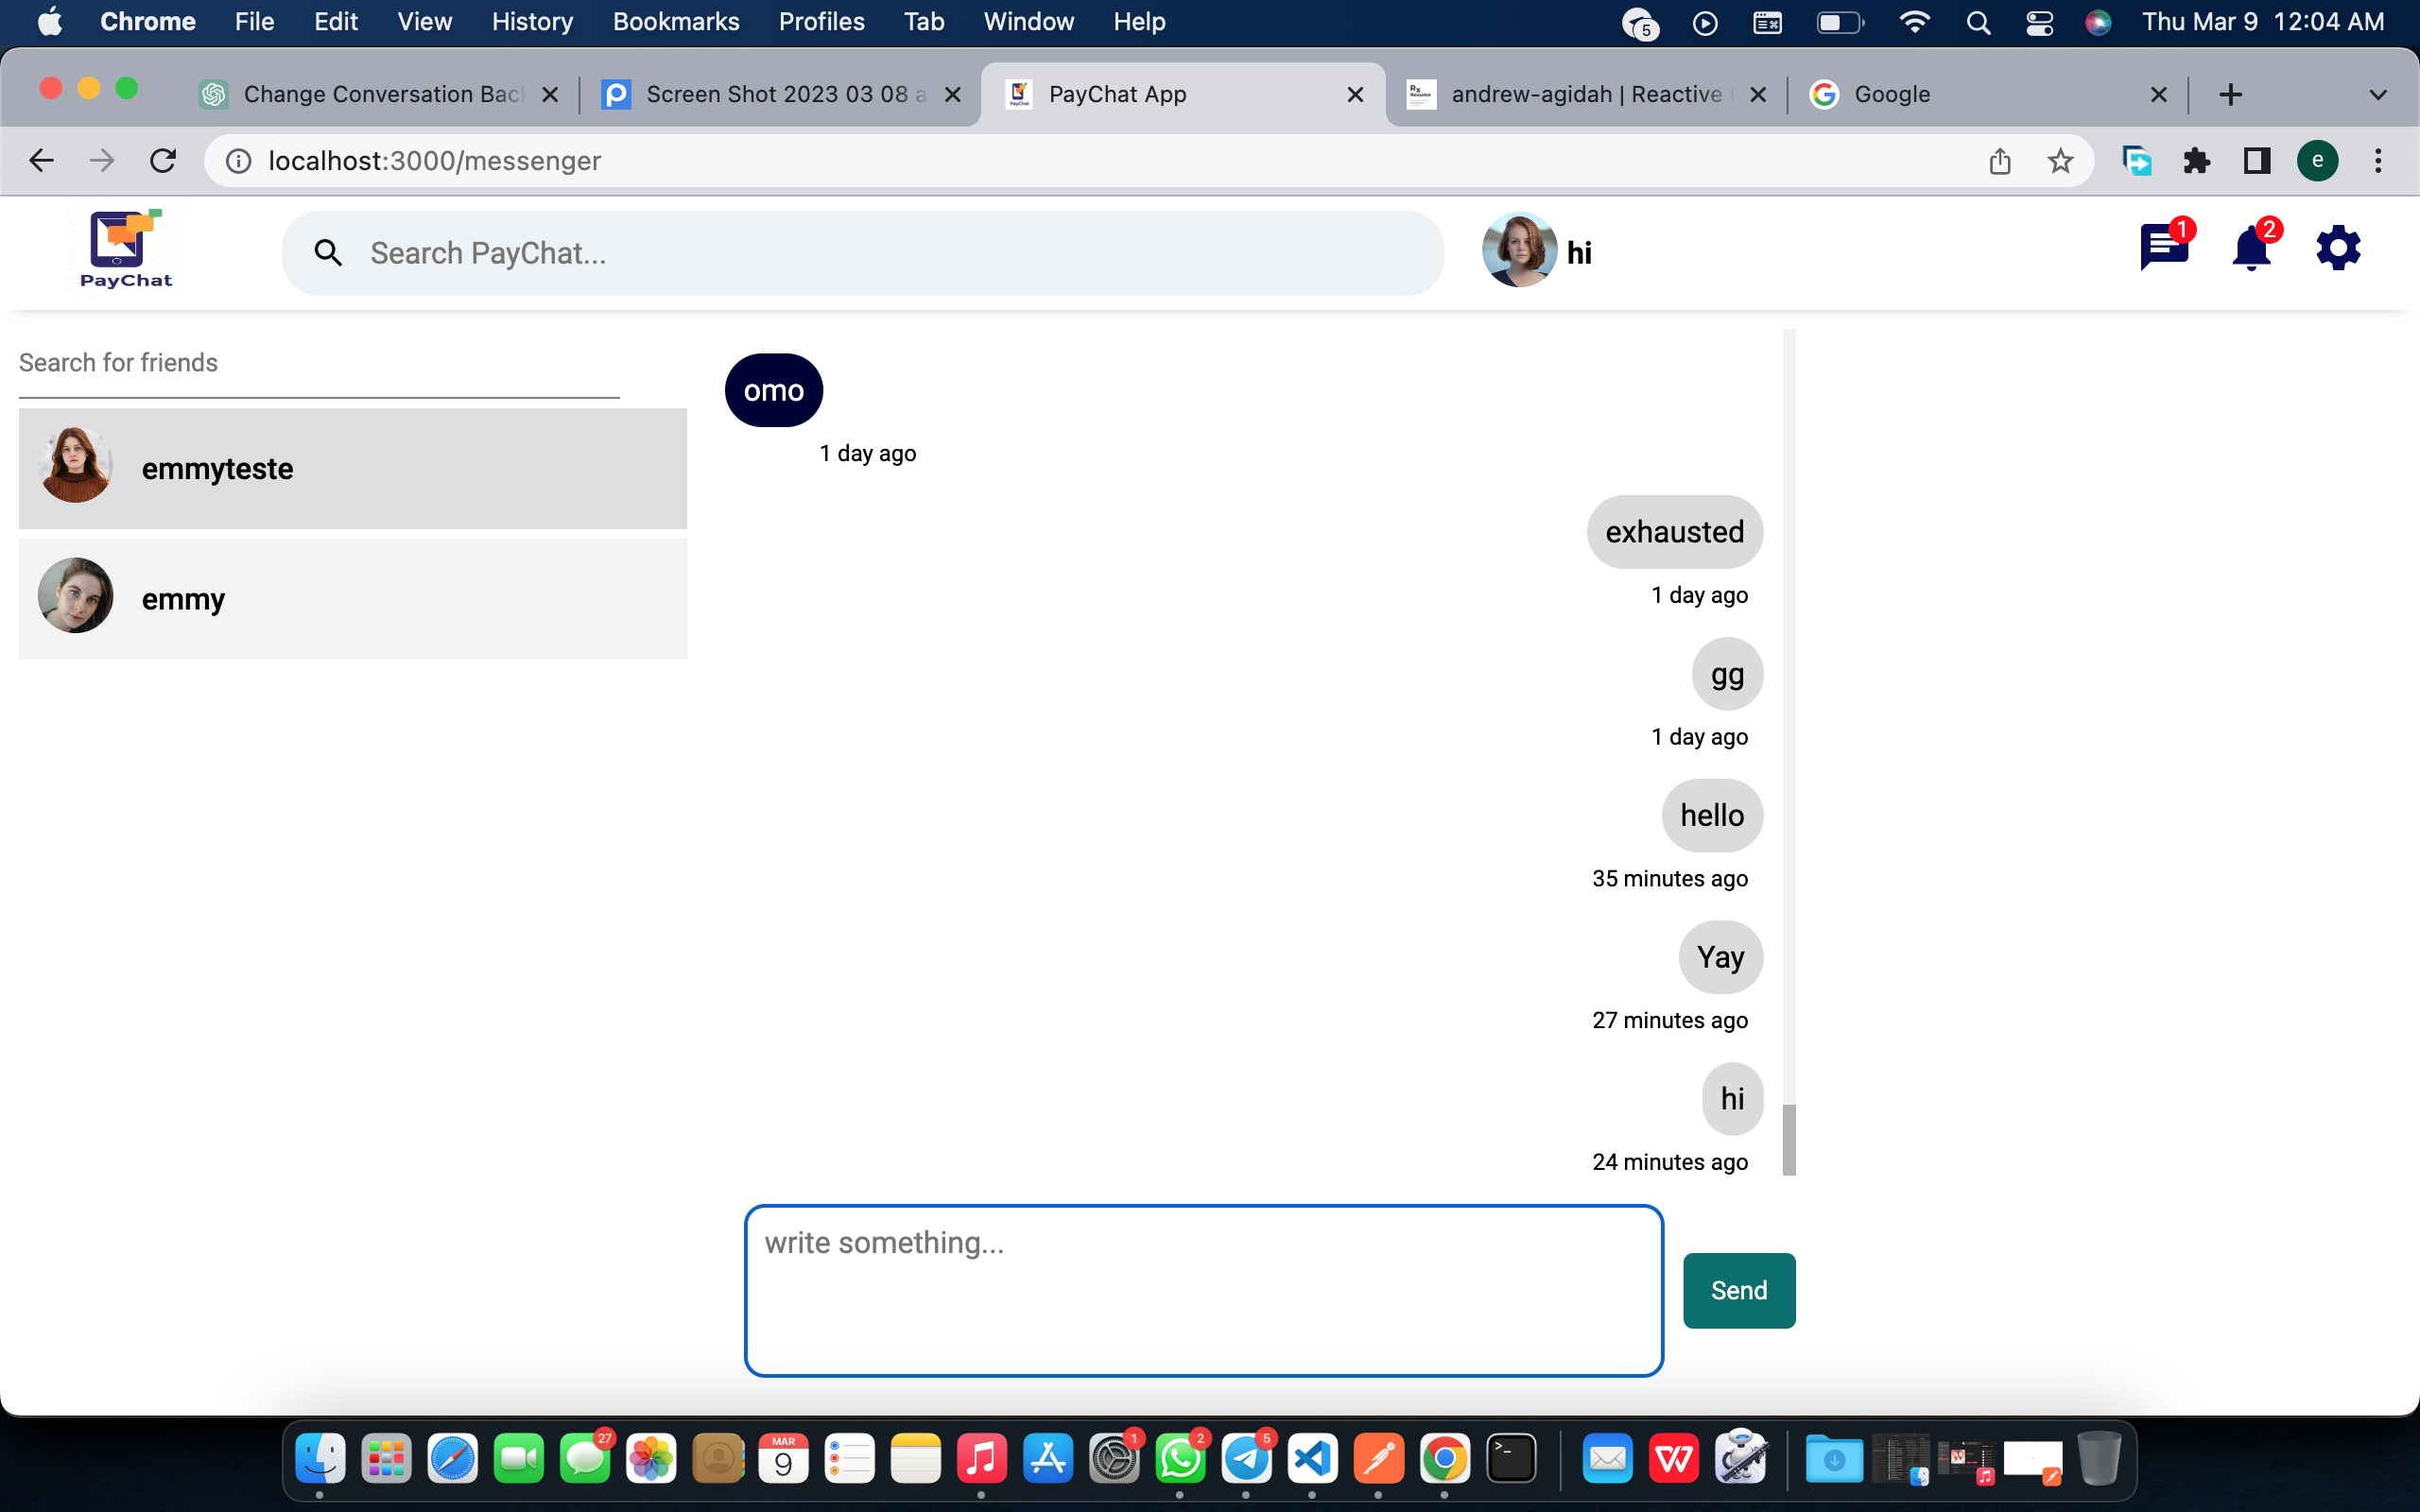 Chrome File Edit View History Bookmarks Profiles Tab Window Help 5 Thu Mar 9 12:04 AM
Change Conversation Bac
Screen Shot 2023 03 08 a
PayChat App
andrew-agidah | Reactive
Google
localhost:3000/messenger
e
PayChat
Search PayChat...
hi
1
2
Search for friends
emmyteste
emmy
omo
1 day ago
exhausted
1 day ago
gg
1 day ago
hello
35 minutes ago
Yay
27 minutes ago
hi
24 minutes ago
write something...
Send
27
MAR
9
1
2
5